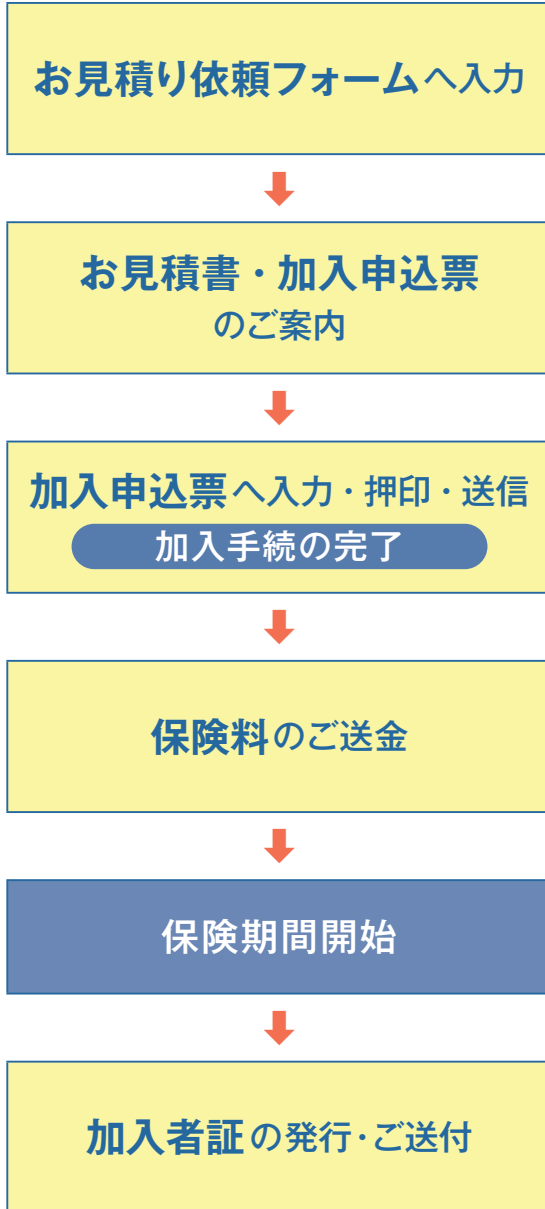 お見積り依頼フォームへ入力
お見積書・加入申込票
のご案内
加入申込票へ入力・押印・送信
加入手続の完了
保険料のご送金
保険期間開始
加入者証の発行・ご送付